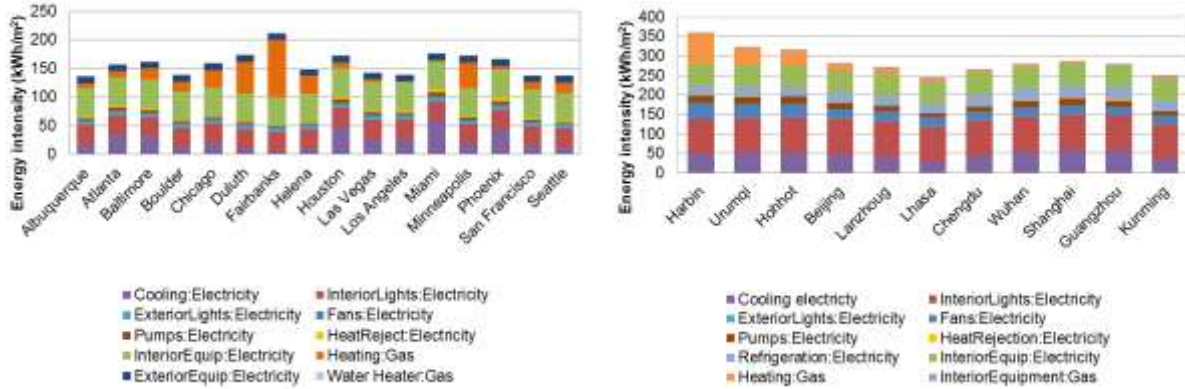 Energy intensity (kWh/m²)
250
200
150
100
50
0
Albuquerque
Atlanta
Baltimore
Boulder
Chicago
Duluth
Fairbanks
Helena
Houston
Las Vegas
Los Angeles
Miami
Minneapolis
Phoenix
San Francisco
Seattle
Cooling:Electricity InteriorLights:Electricity
ExteriorLights:Electricity Fans:Electricity
Pumps:Electricity HeatReject:Electricity
InteriorEquip:Electricity Heating:Gas
ExteriorEquip:Electricity Water Heater:Gas
Energy intensity (kWh/m²)
400
350
300
250
200
150
100
50
0
Harbin
Urumqi
Hohhot
Beijing
Lanzhoug
Lhasa
Chengdu
Wuhan
Shanghai
Guangzhou
Kunming
Cooling electricity InteriorLights:Electricity
ExteriorLights:Electricity Fans:Electricity
Pumps:Electricity HeatRejection:Electricity
Refrigeration:Electricity InteriorEquip:Electricity
Heating:Gas InteriorEquipment:Gas